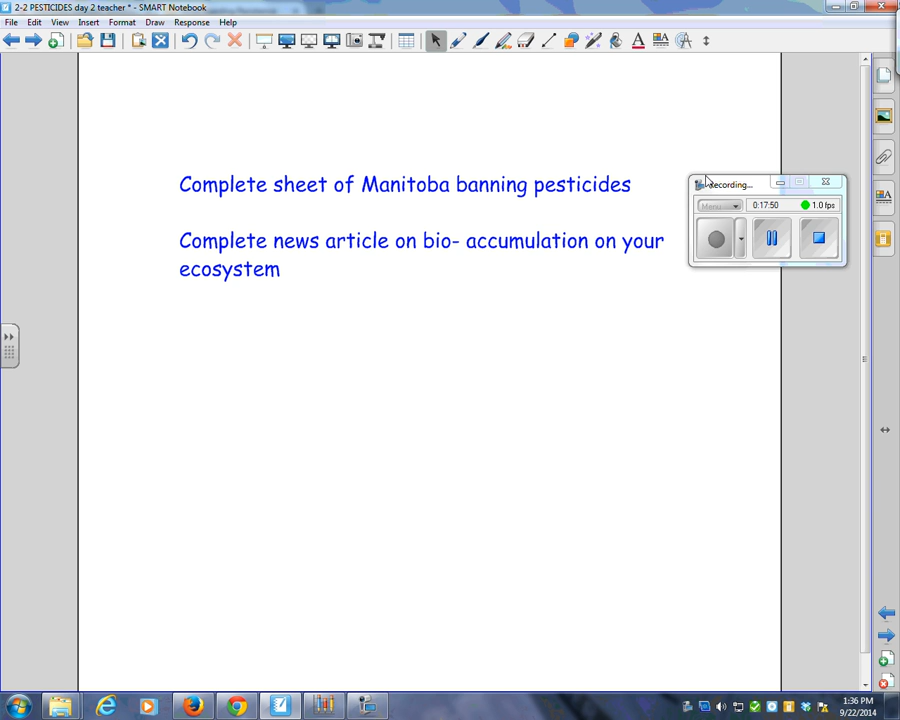 2-2 PESTICIDES day 2 teacher * - SMART Notebook
File Edit View Insert Format Draw Response Help
Complete sheet of Manitoba banning pesticides
Recording...
Menu
0:17:50 1.0 fps
Complete news article on bio- accumulation on your
ecosystem
1:36 PM
9/22/2014